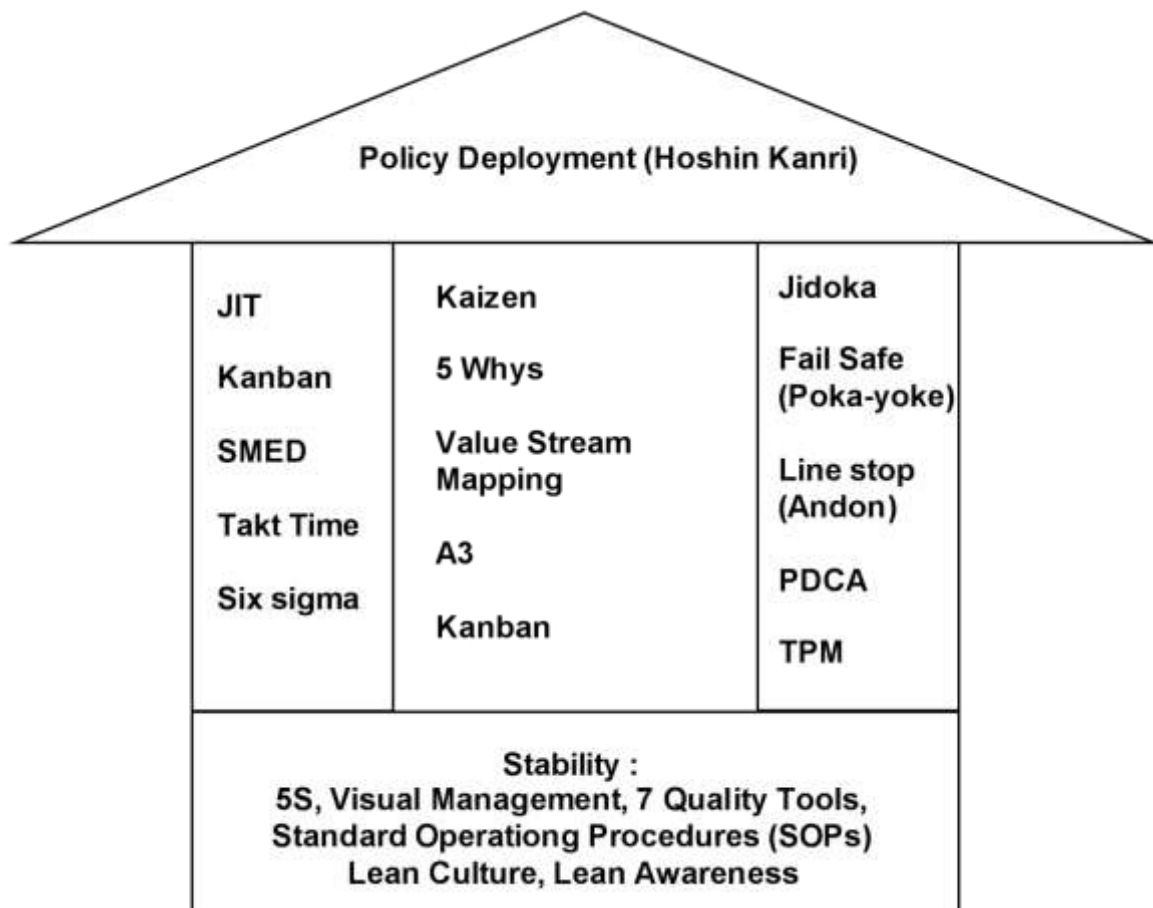 Policy Deployment (Hoshin Kanri)
JIT
Kanban
SMED
Takt Time
Six sigma
Kaizen
5 Whys
Value Stream
Mapping
A3
Kanban
Jidoka
Fail Safe
(Poka-yoke)
Line stop
(Andon)
PDCA
TPM
Stability :
5S, Visual Management, 7 Quality Tools,
Standard Operationg Procedures (SOPs)
Lean Culture, Lean Awareness